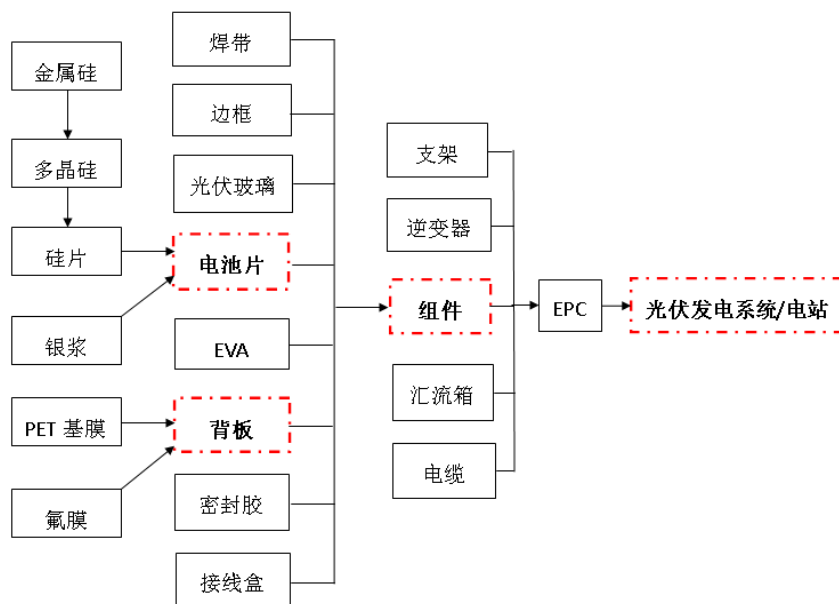 金属硅
多晶硅
硅片
银浆
PET 基膜
氟膜
焊带
边框
光伏玻璃
电池片
EVA
背板
密封胶
接线盒
支架
逆变器
组件
汇流箱
电缆
EPC
光伏发电系统/电站